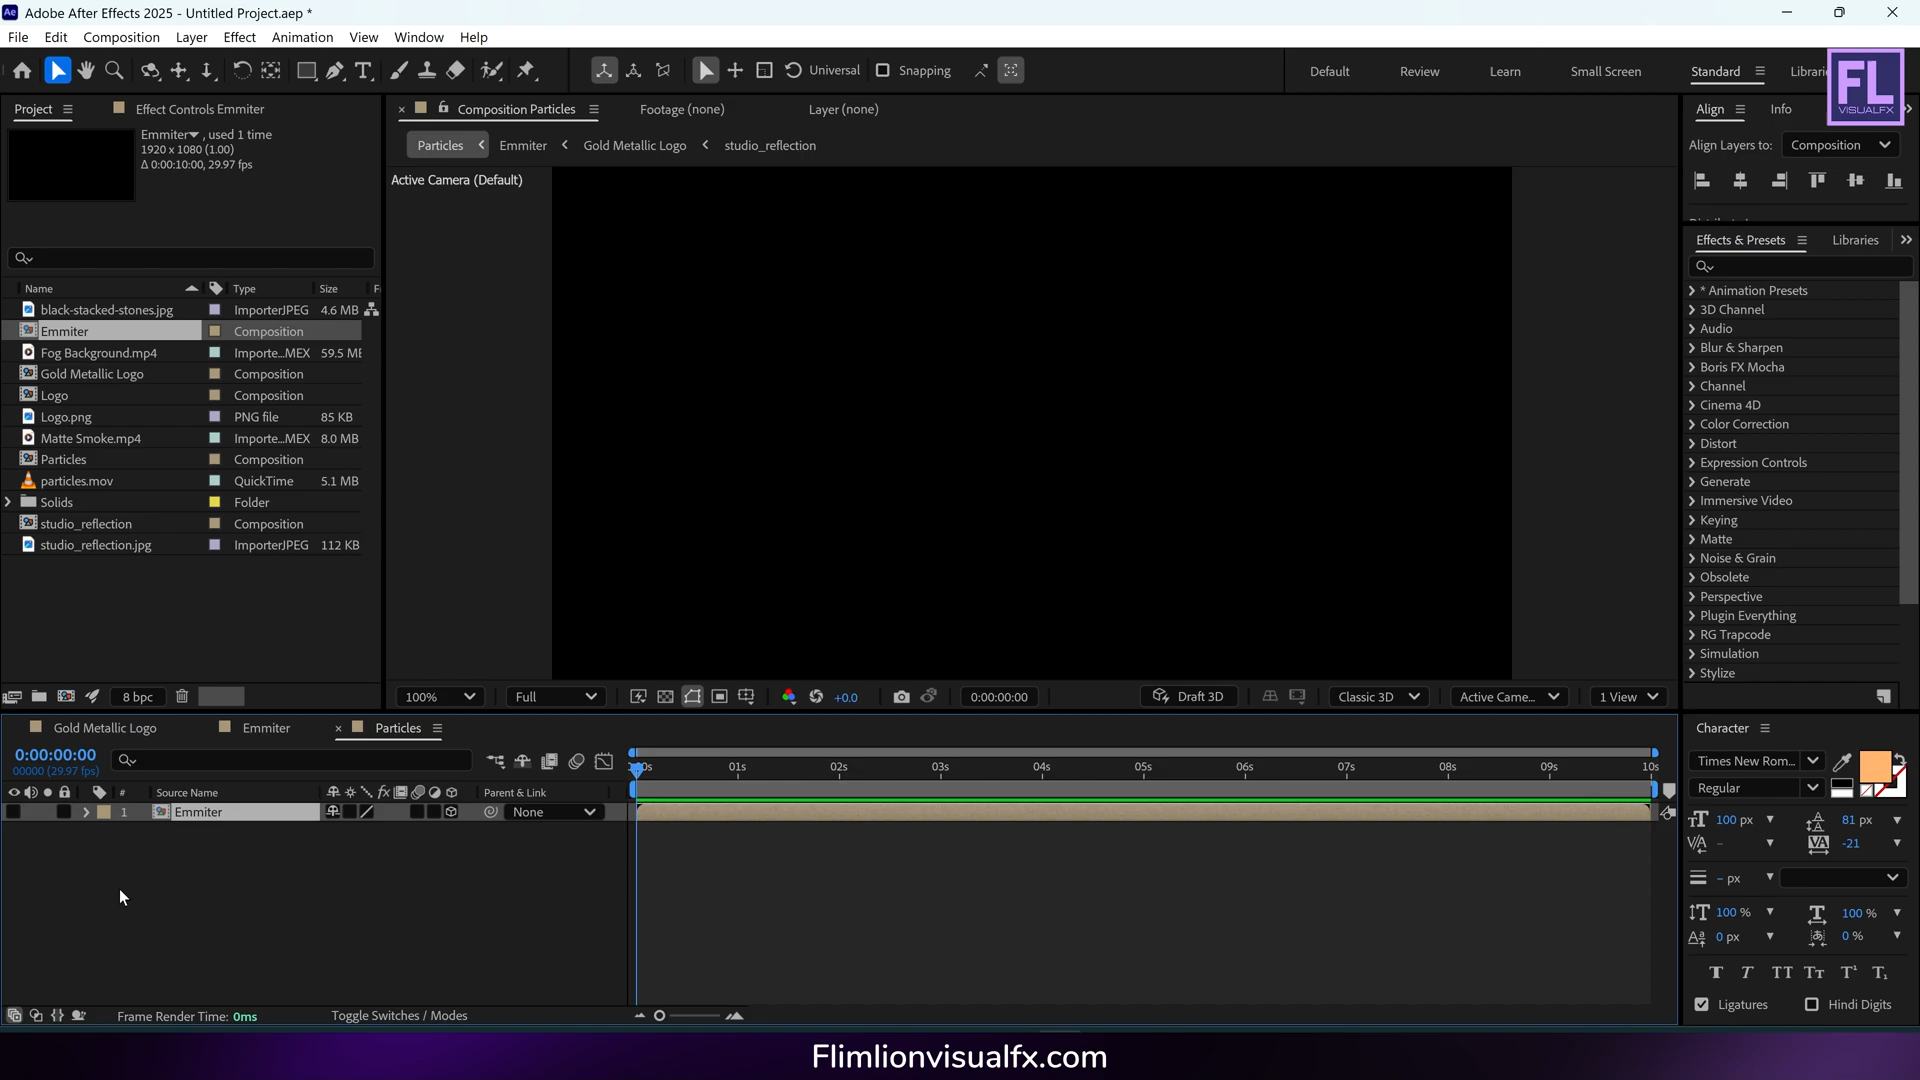 Adobe After Effects 2025 - Untitled Project.aep *
File Edit Composition Layer Effect Animation View Window Help
Universal Snapping Default Review Learn Small Screen Standard
FL
VISUALFX
Project Effect Controls Emmiter
Composition Particles Footage (none) Layer (none)
Align Info
Emmiter , used 1 time
1920 x 1080 (1.00)
Δ 0:00:10:00, 29.97 fps
Particles Emmiter Gold Metallic Logo studio_reflection
Align Layers to: Composition
Active Camera (Default)
Effects & Presets Libraries
Name Type Size
black-stacked-stones.jpg ImporterJPEG 4.6 MB
Emmiter Composition
Fog Background.mp4 Importe...MEX 59.5 ME
Gold Metallic Logo Composition
Logo Composition
Logo.png PNG file 85 KB
Matte Smoke.mp4 Importe...MEX 8.0 MB
Particles Composition
particles.mov QuickTime 5.1 MB
Solids Folder
studio_reflection Composition
studio_reflection.jpg ImporterJPEG 112 KB
* Animation Presets
3D Channel
Audio
Blur & Sharpen
Boris FX Mocha
Channel
Cinema 4D
Color Correction
Distort
Expression Controls
Generate
Immersive Video
Keying
Matte
Noise & Grain
Obsolete
Perspective
Plugin Everything
RG Trapcode
Simulation
Stylize
8 bpc
100% Full +0.0 0:00:00:00 Draft 3D Classic 3D Active Came... 1 View
Gold Metallic Logo Emmiter Particles
Character
0:00:00:00
00000 (29.97 fps)
01s 02s 03s 04s 05s 06s 07s 08s 09s 10s
# Source Name Parent & Link
1 Emmiter None
Times New Rom...
Regular
100 px 81 px
-21
- px
100 % 100 %
0 px 0 %
T T TT Tt T¹ T₁
Ligatures Hindi Digits
Frame Render Time: 0ms Toggle Switches / Modes
Flimlionvisualfx.com